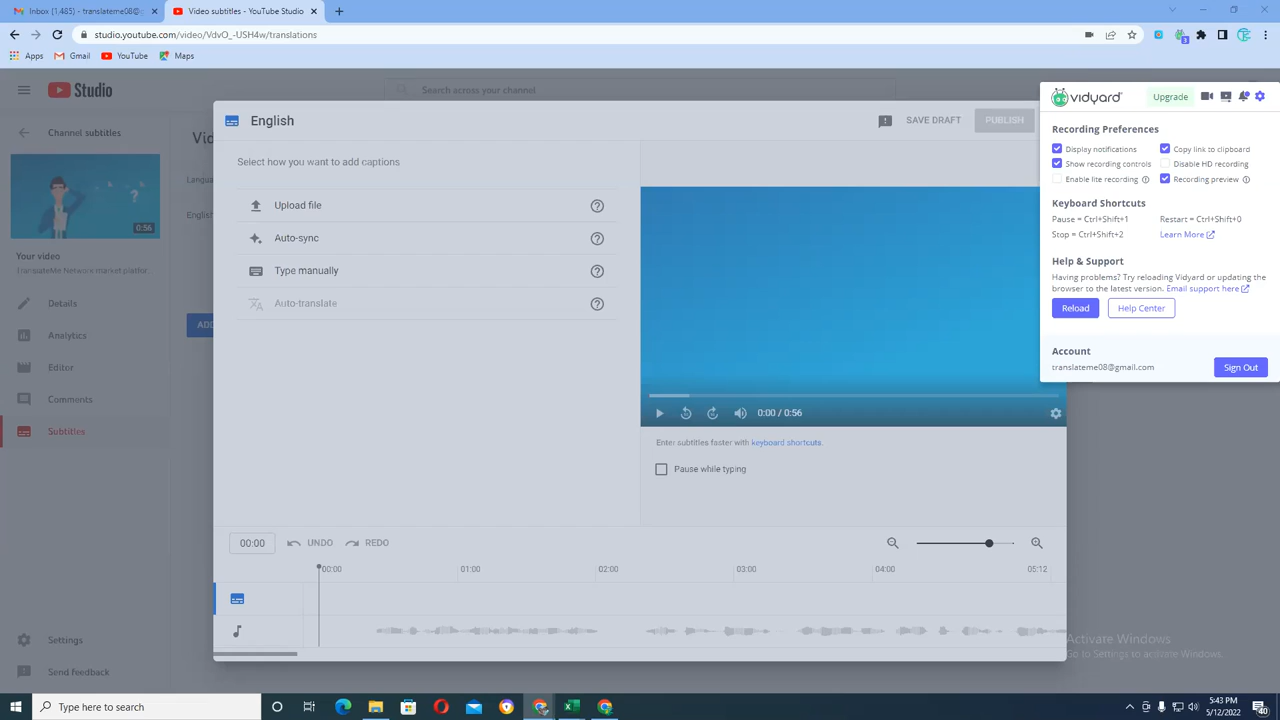 Inbox (1,485) - translateme08@g
Video subtitles - YouTube Studio
studio.youtube.com/video/VdvO_-USH4w/translations
Apps
Gmail
YouTube
Maps
3
Studio
Search across your channel
Channel subtitles
0:56
Your video
TranslateMe Network market platfor
Details
Analytics
Editor
Comments
Subtitles
Settings
Send feedback
Langua
English
English
SAVE DRAFT
PUBLISH
Select how you want to add captions
Upload file
Auto-sync
Type manually
Auto-translate
0:00 / 0:56
Enter subtitles faster with keyboard shortcuts.
Pause while typing
00:00
UNDO
REDO
00:00
01:00
02:00
03:00
04:00
05:12
vidyard
Upgrade
Recording Preferences
Display notifications
Copy link to clipboard
Show recording controls
Disable HD recording
Enable lite recording
Recording preview
Keyboard Shortcuts
Pause = Ctrl+Shift+1
Restart = Ctrl+Shift+0
Stop = Ctrl+Shift+2
Learn More
Help & Support
Having problems? Try reloading Vidyard or updating the
browser to the latest version. Email support here
Reload
Help Center
Account
translateme08@gmail.com
Sign Out
Activate Windows
Go to Settings to activate Windows.
Type here to search
5:43 PM
5/12/2022
40